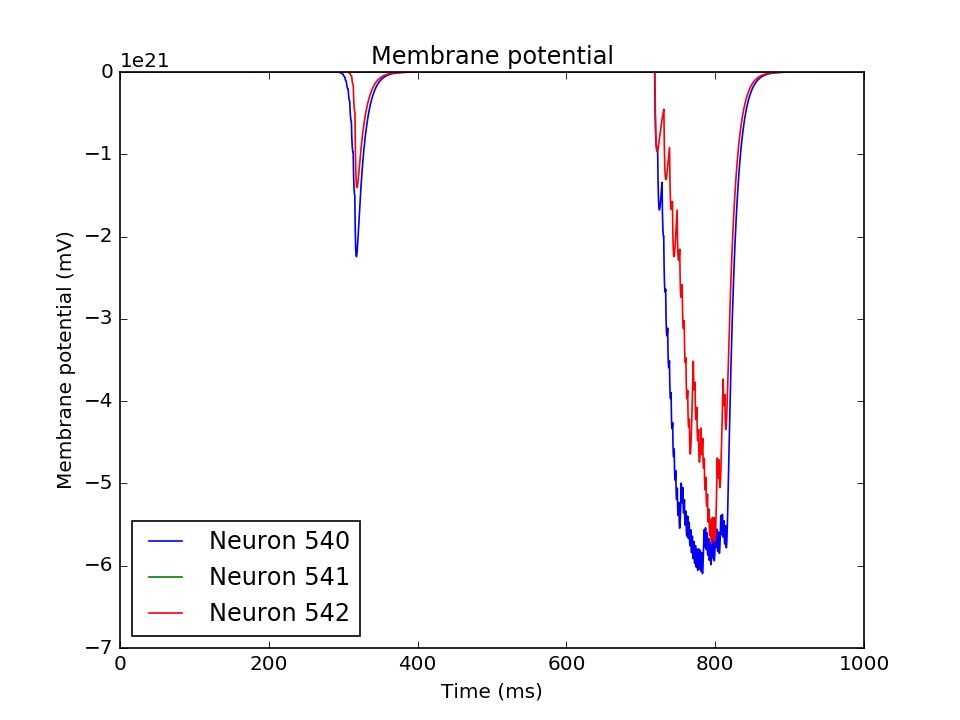 Membrane potential
1e21
0
−1
−2
−3
−4
−5
−6
−7
Membrane potential (mV)
Neuron 540
Neuron 541
Neuron 542
0 200 400 600 800 1000
Time (ms)